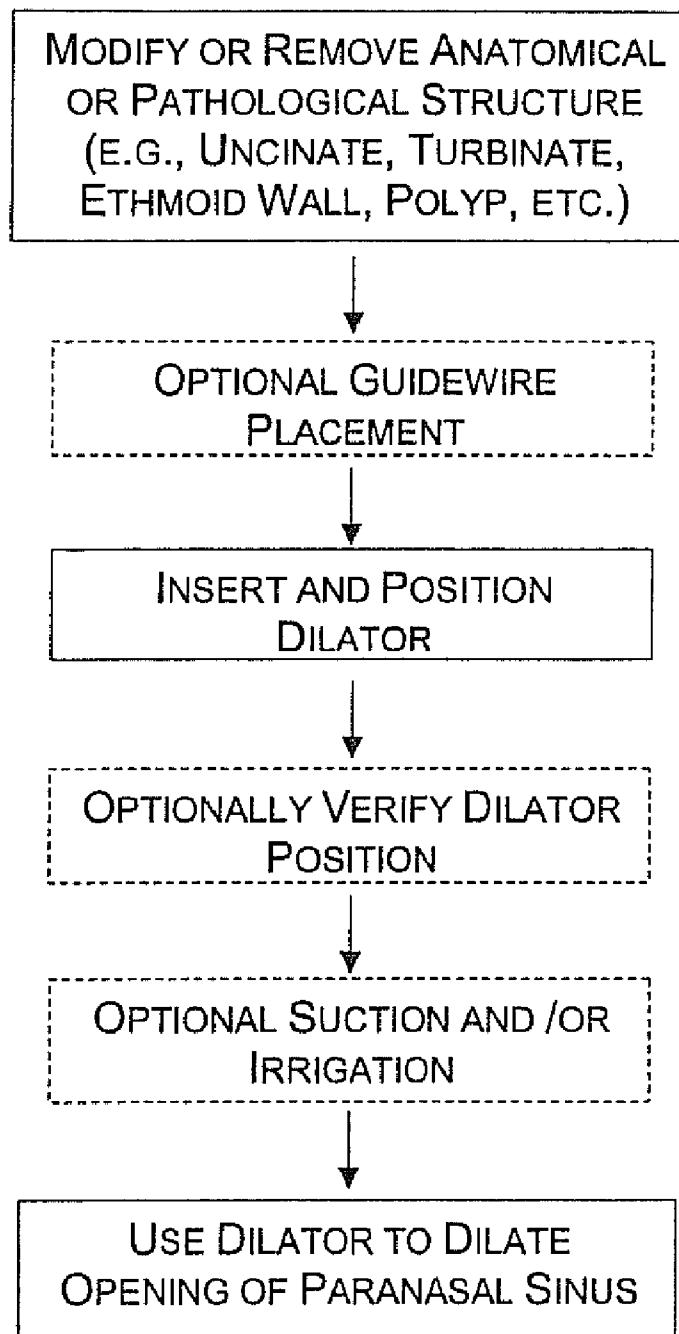 MODIFY OR REMOVE ANATOMICAL
OR PATHOLOGICAL STRUCTURE
(E.G., UNCINATE, TURBINATE,
ETHMOID WALL, POLYP, ETC.)
OPTIONAL GUIDEWIRE
PLACEMENT
INSERT AND POSITION
DILATOR
OPTIONALLY VERIFY DILATOR
POSITION
OPTIONAL SUCTION AND /OR
IRRIGATION
USE DILATOR TO DILATE
OPENING OF PARANASAL SINUS